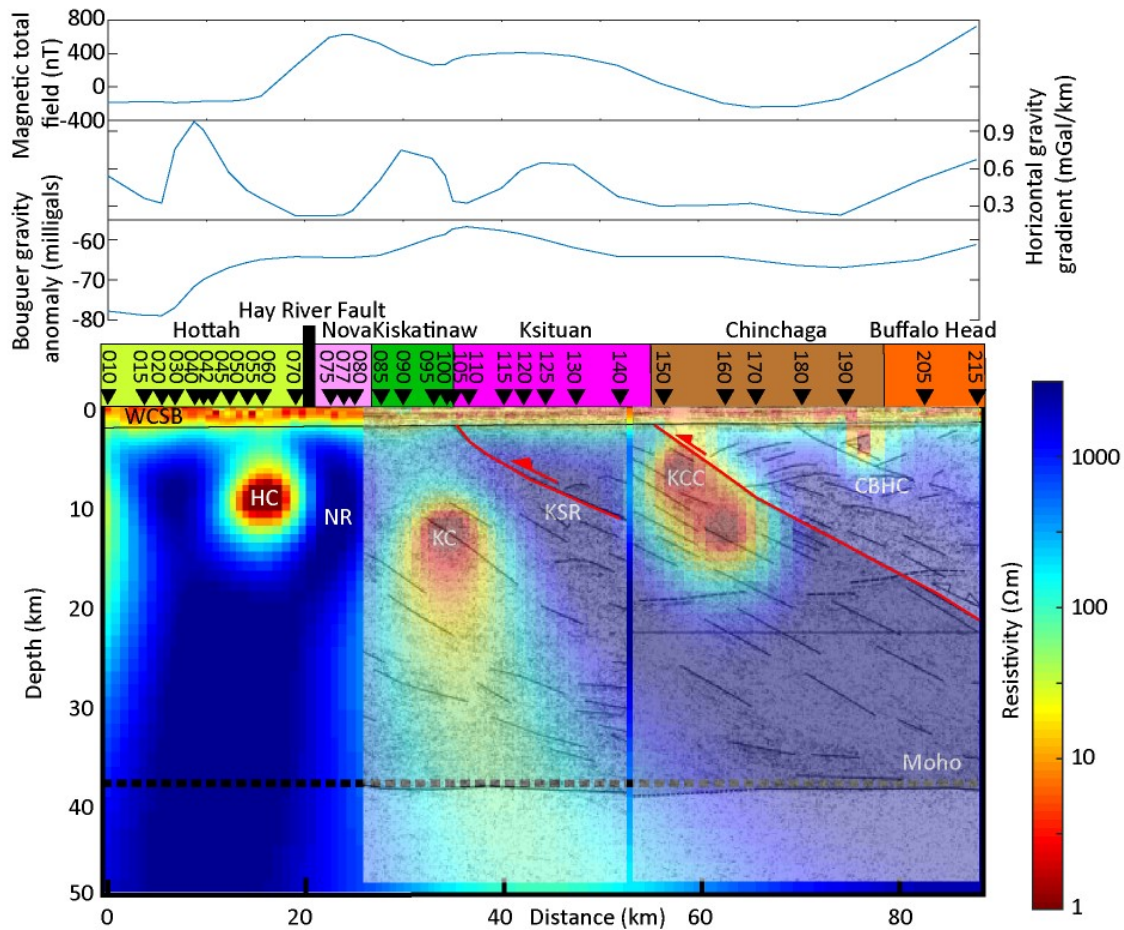 Magnetic total
field (nT)
800
400
0
-400
Horizontal gravity
gradient (mGal/km)
0.9
0.6
0.3
Bouguer gravity
anomaly (milligals)
-60
-70
-80
Hay River Fault
Hottah Nova Kiskatinaw Ksituan Chinchaga Buffalo Head
010 015 020 030 040 042 045 050 055 060 070 075 077 080 085 090 095 100 105 110 115 120 125 130 140 150 160 170 180 190 205 215
WCSB
HC
NR
KC
KSR
KCC
CBHC
Moho
Depth (km)
0
10
20
30
40
50
0 20 40 60 80
Distance (km)
Resistivity (Ωm)
1000
100
10
1